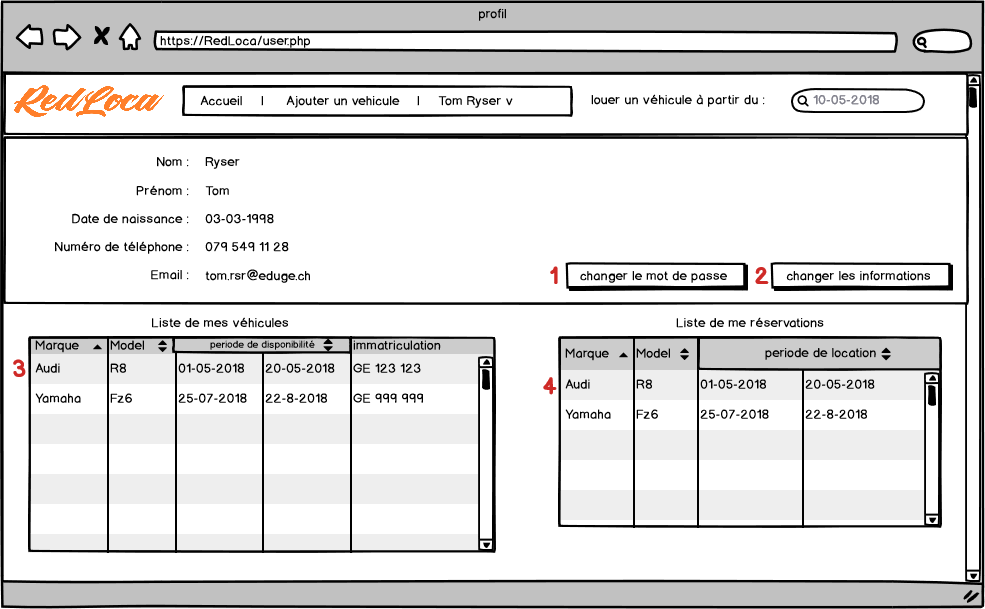 profil
https://RedLoca/user.php
RedLoca
Accueil | Ajouter un vehicule | Tom Ryser v
louer un véhicule à partir du :
10-05-2018
Nom : Ryser
Prénom : Tom
Date de naissance : 03-03-1998
Numéro de téléphone : 079 549 11 28
Email : tom.rsr@eduge.ch
1 changer le mot de passe
2 changer les informations
Liste de mes véhicules
Marque Model periode de disponibilité immatriculation
3 Audi R8 01-05-2018 20-05-2018 GE 123 123
Yamaha Fz6 25-07-2018 22-8-2018 GE 999 999
Liste de me réservations
Marque Model periode de location
4 Audi R8 01-05-2018 20-05-2018
Yamaha Fz6 25-07-2018 22-8-2018